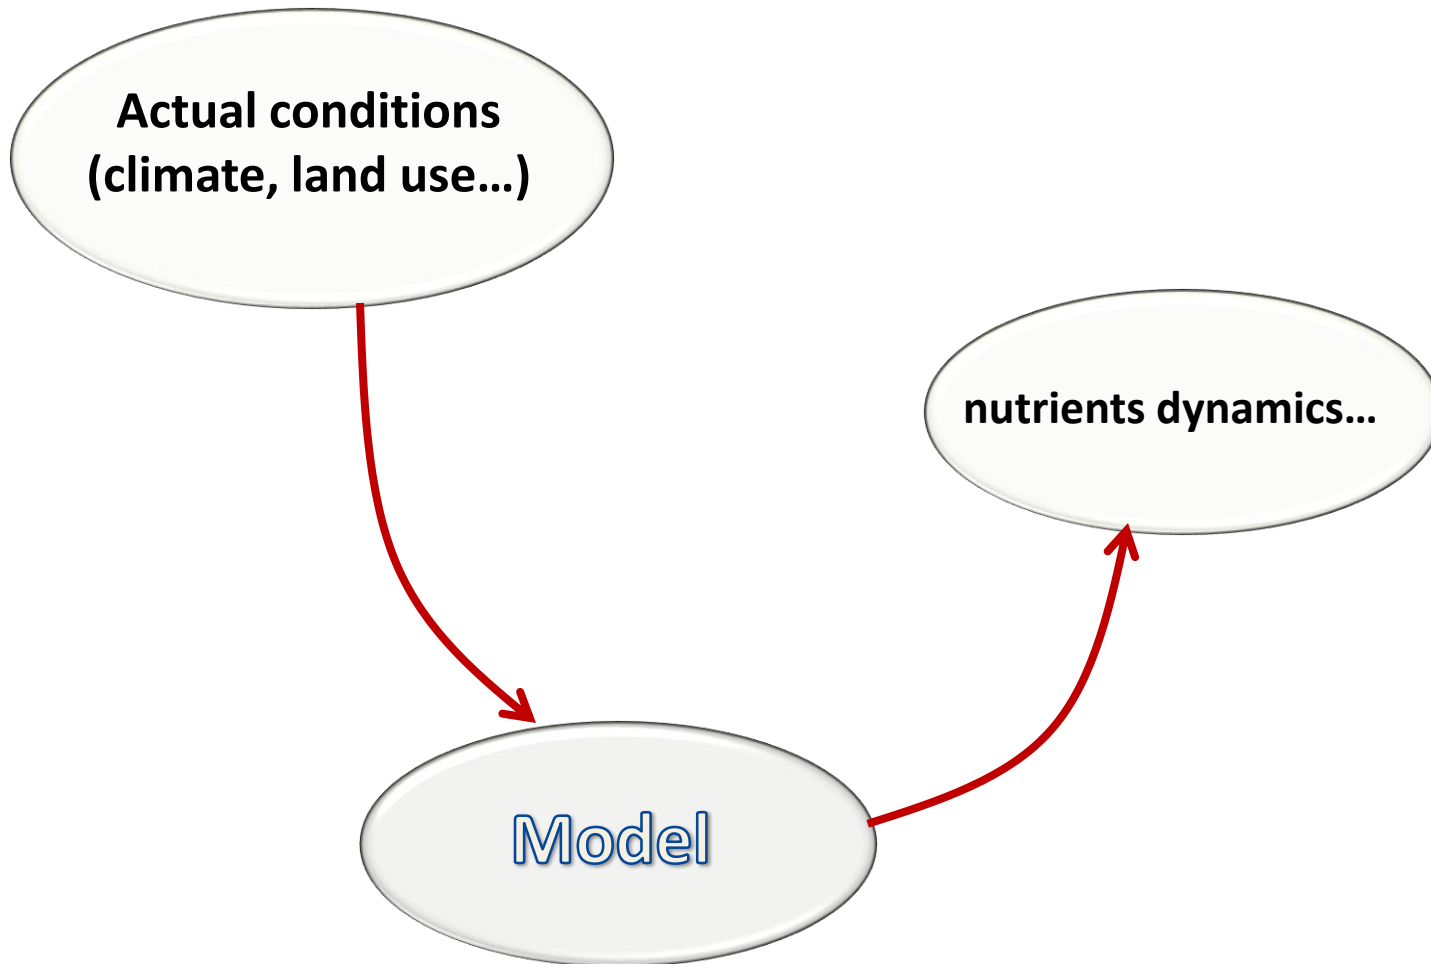 Actual conditions
(climate, land use…)
nutrients dynamics…
Model